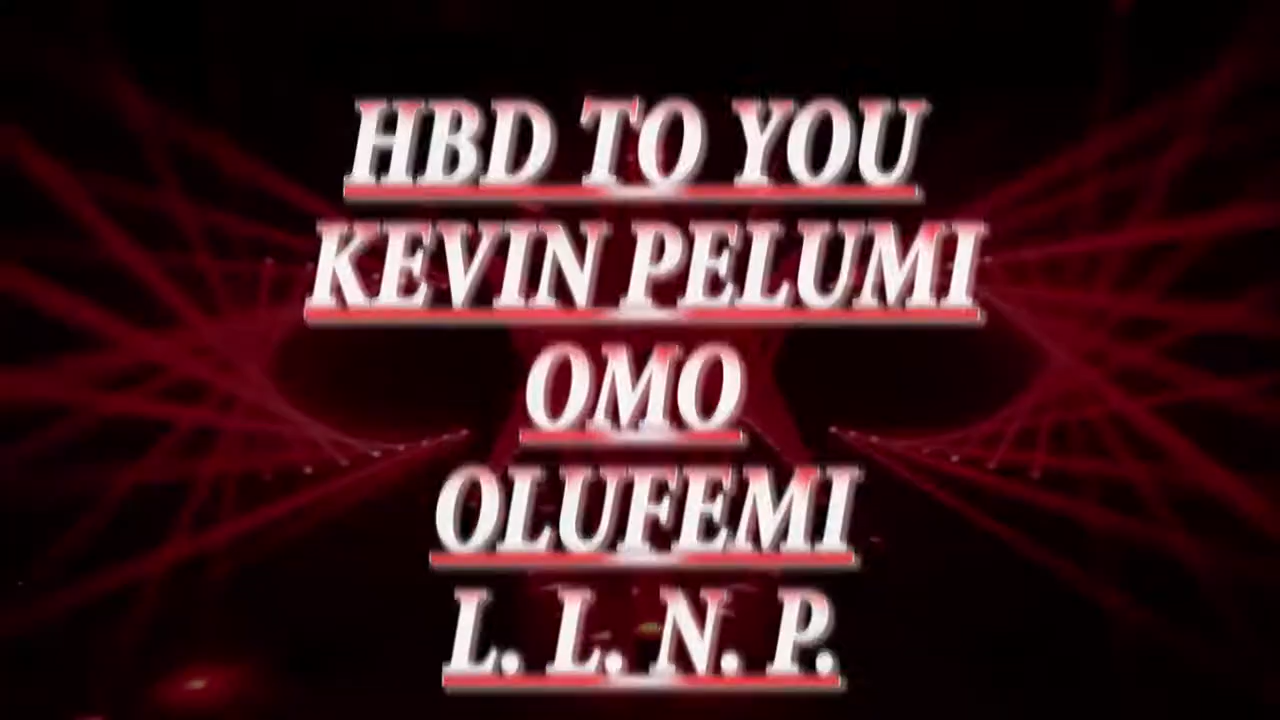 HBD TO YOU
KEVIN PELUMI
OMO
OLUFEMI
L. L. N. P.